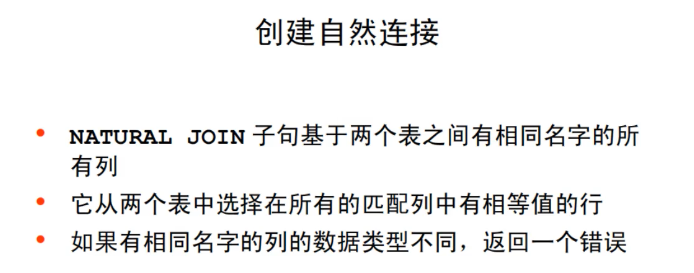 创建自然连接
• NATURAL JOIN 子句基于两个表之间有相同名字的所
有列
• 它从两个表中选择在所有的匹配列中有相等值的行
• 如果有相同名字的列的数据类型不同，返回一个错误